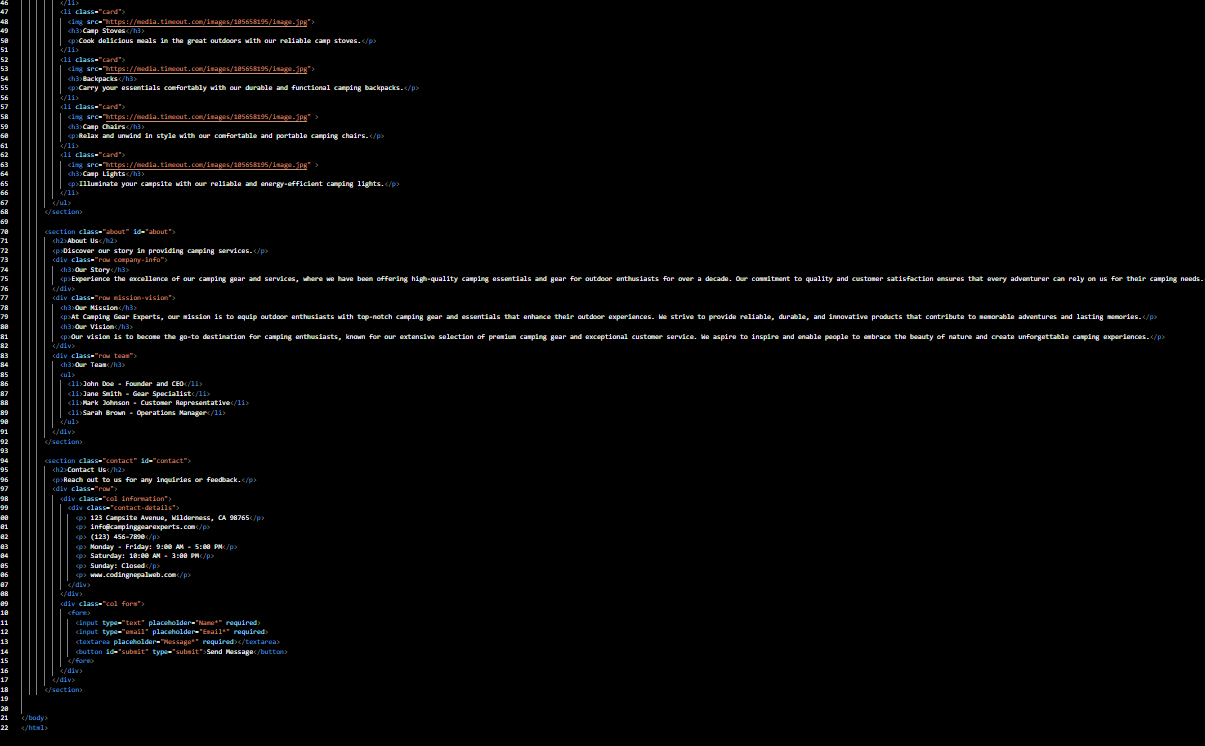 46 </li>
47 <li class="card">
48 <img src="https://media.timeout.com/images/105658195/image.jpg">
49 <h3>Camp Stoves</h3>
50 <p>Cook delicious meals in the great outdoors with our reliable camp stoves.</p>
51 </li>
52 <li class="card">
53 <img src="https://media.timeout.com/images/105658195/image.jpg">
54 <h3>Backpacks</h3>
55 <p>Carry your essentials comfortably with our durable and functional camping backpacks.</p>
56 </li>
57 <li class="card">
58 <img src="https://media.timeout.com/images/105658195/image.jpg" >
59 <h3>Camp Chairs</h3>
60 <p>Relax and unwind in style with our comfortable and portable camping chairs.</p>
61 </li>
62 <li class="card">
63 <img src="https://media.timeout.com/images/105658195/image.jpg" >
64 <h3>Camp Lights</h3>
65 <p>Illuminate your campsite with our reliable and energy-efficient camping lights.</p>
66 </li>
67 </ul>
68 </section>
69
70 <section class="about" id="about">
71 <h2>About Us</h2>
72 <p>Discover our story in providing camping services.</p>
73 <div class="row company-info">
74 <h3>Our Story</h3>
75 <p>Experience the excellence of our camping gear and services, where we have been offering high-quality camping essentials and gear for outdoor enthusiasts for over a decade. Our commitment to quality and customer satisfaction ensures that every adventurer can rely on us for their camping needs.
76 </div>
77 <div class="row mission-vision">
78 <h3>Our Mission</h3>
79 <p>At Camping Gear Experts, our mission is to equip outdoor enthusiasts with top-notch camping gear and essentials that enhance their outdoor experiences. We strive to provide reliable, durable, and innovative products that contribute to memorable adventures and lasting memories.</p>
80 <h3>Our Vision</h3>
81 <p>Our vision is to become the go-to destination for camping enthusiasts, known for our extensive selection of premium camping gear and exceptional customer service. We aspire to inspire and enable people to embrace the beauty of nature and create unforgettable camping experiences.</p>
82 </div>
83 <div class="row team">
84 <h3>Our Team</h3>
85 <ul>
86 <li>John Doe - Founder and CEO</li>
87 <li>Jane Smith - Gear Specialist</li>
88 <li>Mark Johnson - Customer Representative</li>
89 <li>Sarah Brown - Operations Manager</li>
90 </ul>
91 </div>
92 </section>
93
94 <section class="contact" id="contact">
95 <h2>Contact Us</h2>
96 <p>Reach out to us for any inquiries or feedback.</p>
97 <div class="row">
98 <div class="col information">
99 <div class="contact-details">
00 <p> 123 Campsite Avenue, Wilderness, CA 98765</p>
01 <p> info@campinggearexperts.com</p>
02 <p> (123) 456-7890</p>
03 <p> Monday - Friday: 9:00 AM - 5:00 PM</p>
04 <p> Saturday: 10:00 AM - 3:00 PM</p>
05 <p> Sunday: Closed</p>
06 <p> www.codingnepalweb.com</p>
07 </div>
08 </div>
09 <div class="col form">
10 <form>
11 <input type="text" placeholder="Name*" required>
12 <input type="email" placeholder="Email*" required>
13 <textarea placeholder="Message*" required></textarea>
14 <button id="submit" type="submit">Send Message</button>
15 </form>
16 </div>
17 </div>
18 </section>
19
20
21 </body>
22 </html>